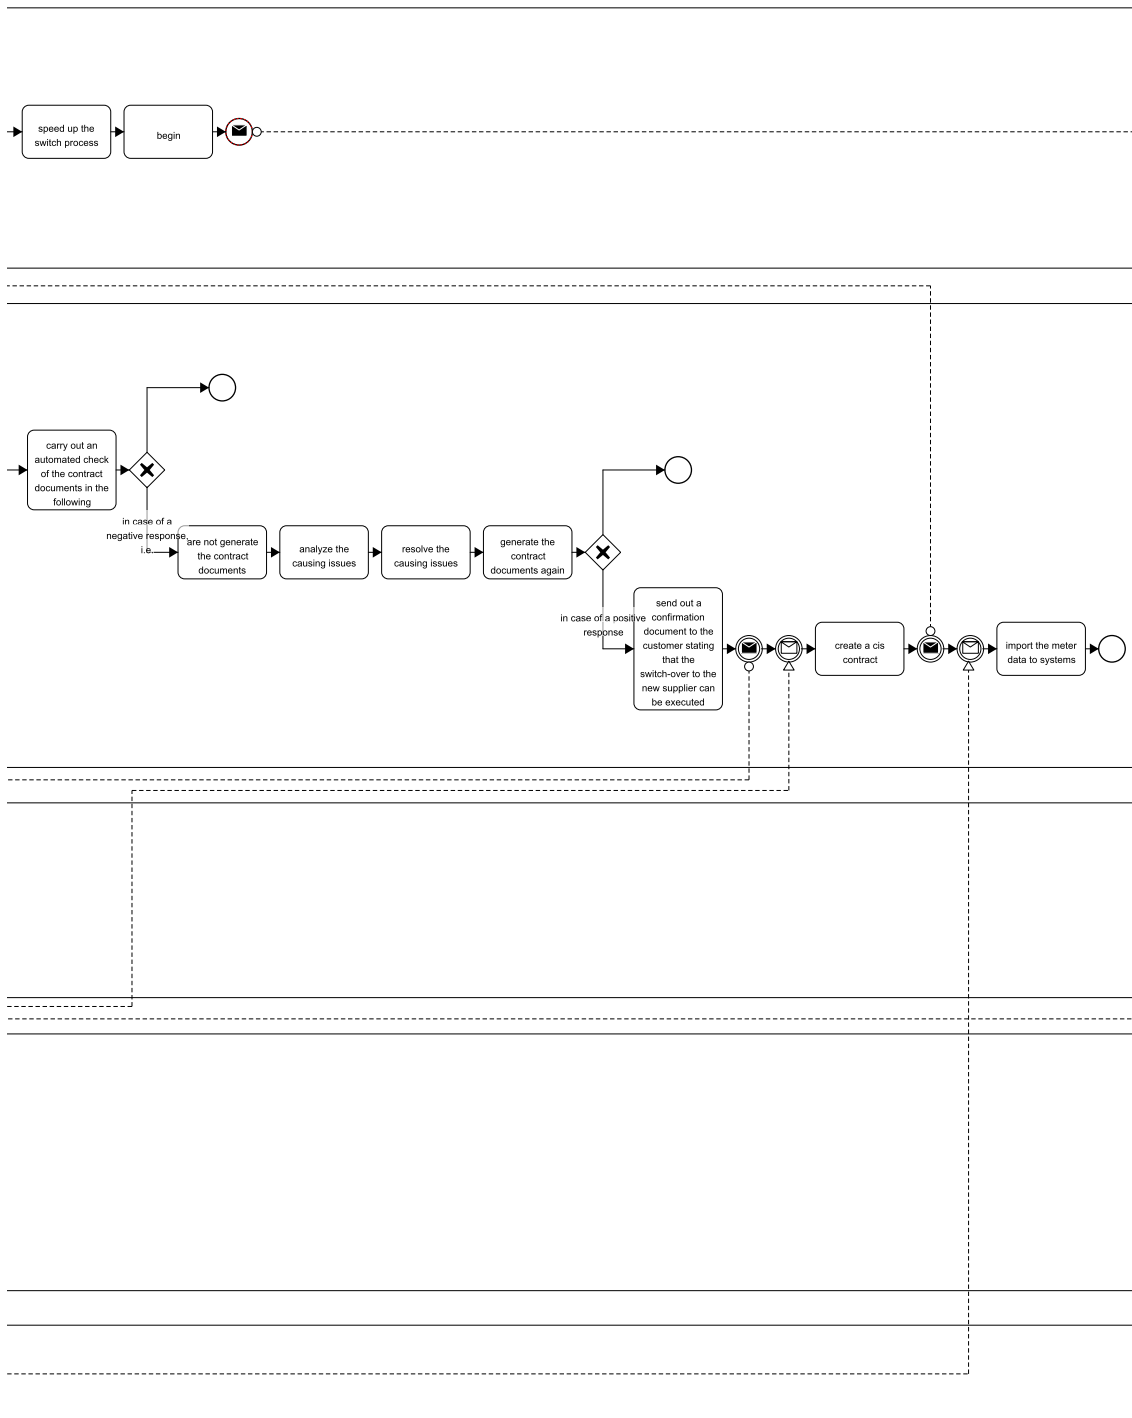 speed up the
switch process
begin
carry out an
automated check
of the contract
documents in the
following
in case of a
negative response,
i.e.
are not generate
the contract
documents
analyze the
causing issues
resolve the
causing issues
generate the
contract
documents again
in case of a positive
response
send out a
confirmation
document to the
customer stating
that the
switch-over to the
new supplier can
be executed
create a cis
contract
import the meter
data to systems